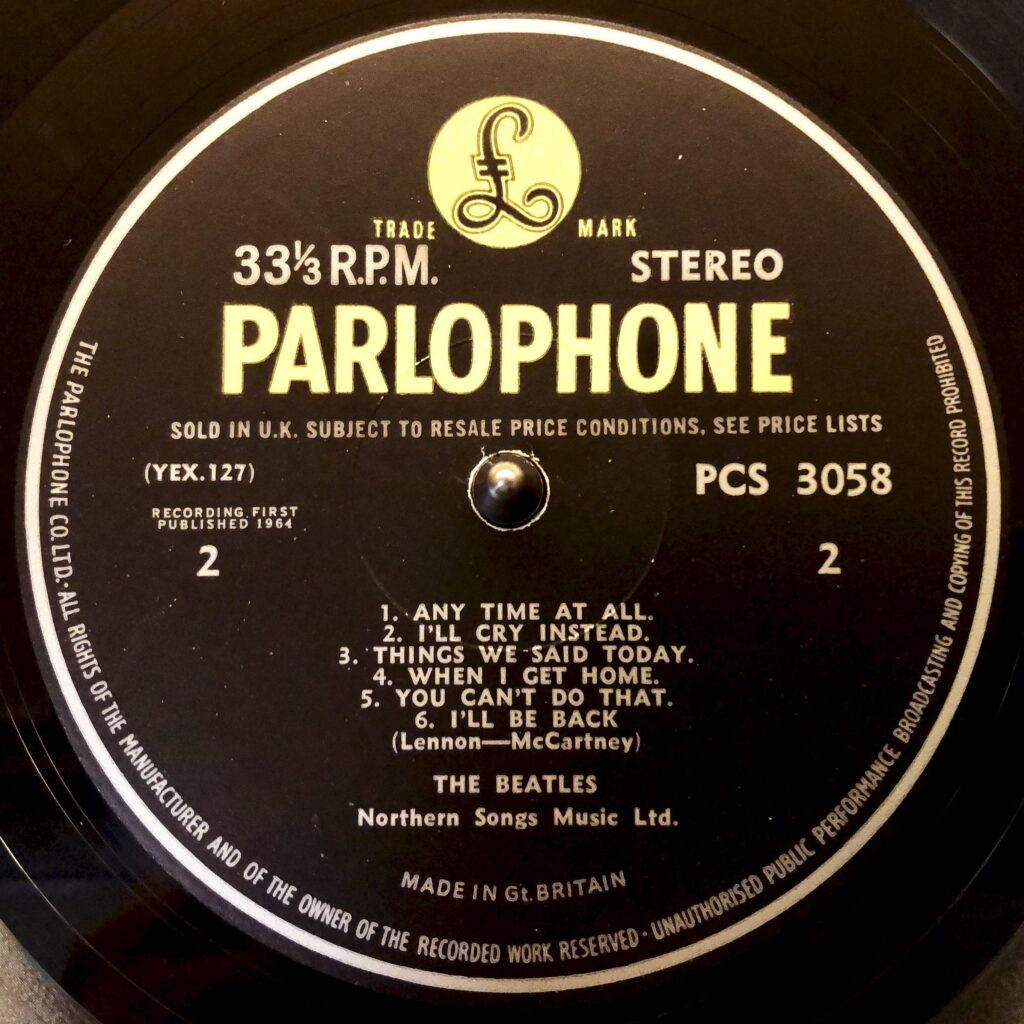 £
TRADE MARK
33⅓ R.P.M. STEREO
PARLOPHONE
SOLD IN U.K. SUBJECT TO RESALE PRICE CONDITIONS, SEE PRICE LISTS
(YEX.127) PCS 3058
RECORDING FIRST
PUBLISHED 1964
2 2
1. ANY TIME AT ALL.
2. I'LL CRY INSTEAD.
3. THINGS WE SAID TODAY.
4. WHEN I GET HOME.
5. YOU CAN'T DO THAT.
6. I'LL BE BACK
(Lennon—McCartney)
THE BEATLES
Northern Songs Music Ltd.
MADE IN Gt. BRITAIN
THE PARLOPHONE CO. LTD. · ALL RIGHTS OF THE MANUFACTURER AND OF THE OWNER OF THE RECORDED WORK RESERVED · UNAUTHORISED PUBLIC PERFORMANCE BROADCASTING AND COPYING OF THIS RECORD PROHIBITED